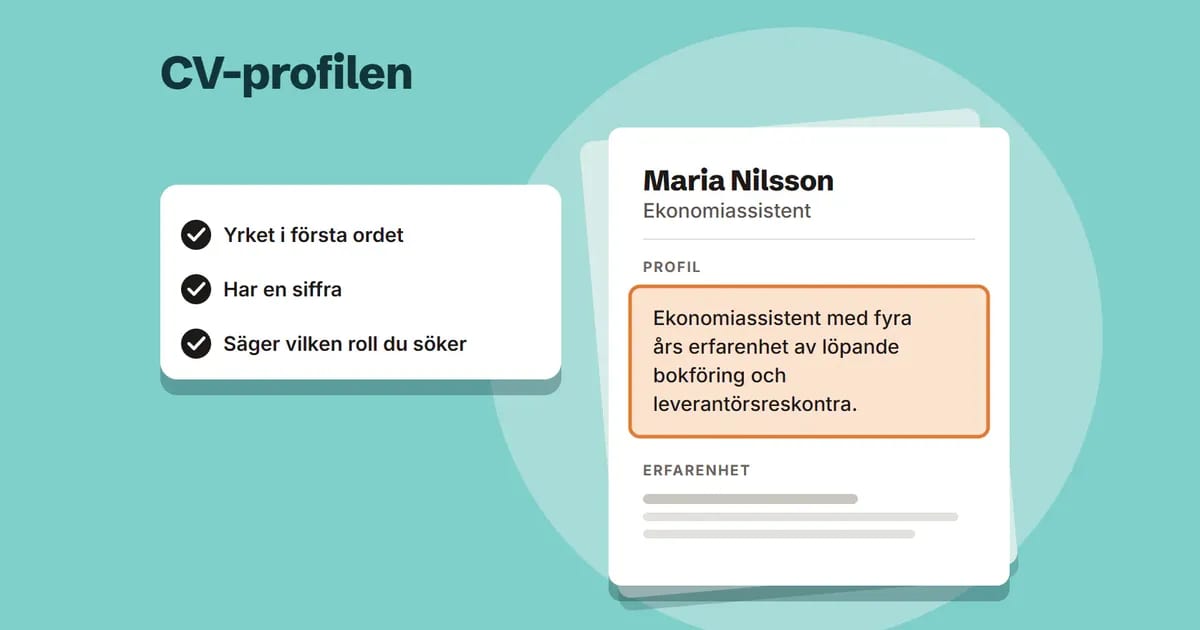 CV-profilen
Yrket i första ordet
Har en siffra
Säger vilken roll du söker
Maria Nilsson
Ekonomiassistent
PROFIL
Ekonomiassistent med fyra
års erfarenhet av löpande
bokföring och
leverantörsreskontra.
ERFARENHET